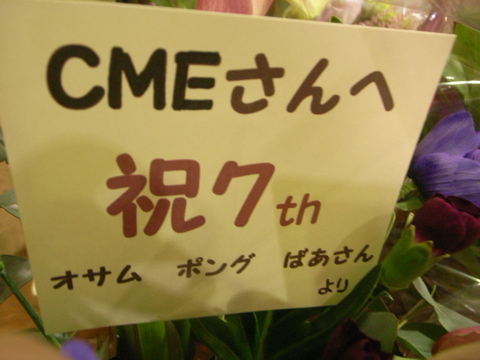 CMEさんへ
祝7th
オサム ポング ばあさん
より